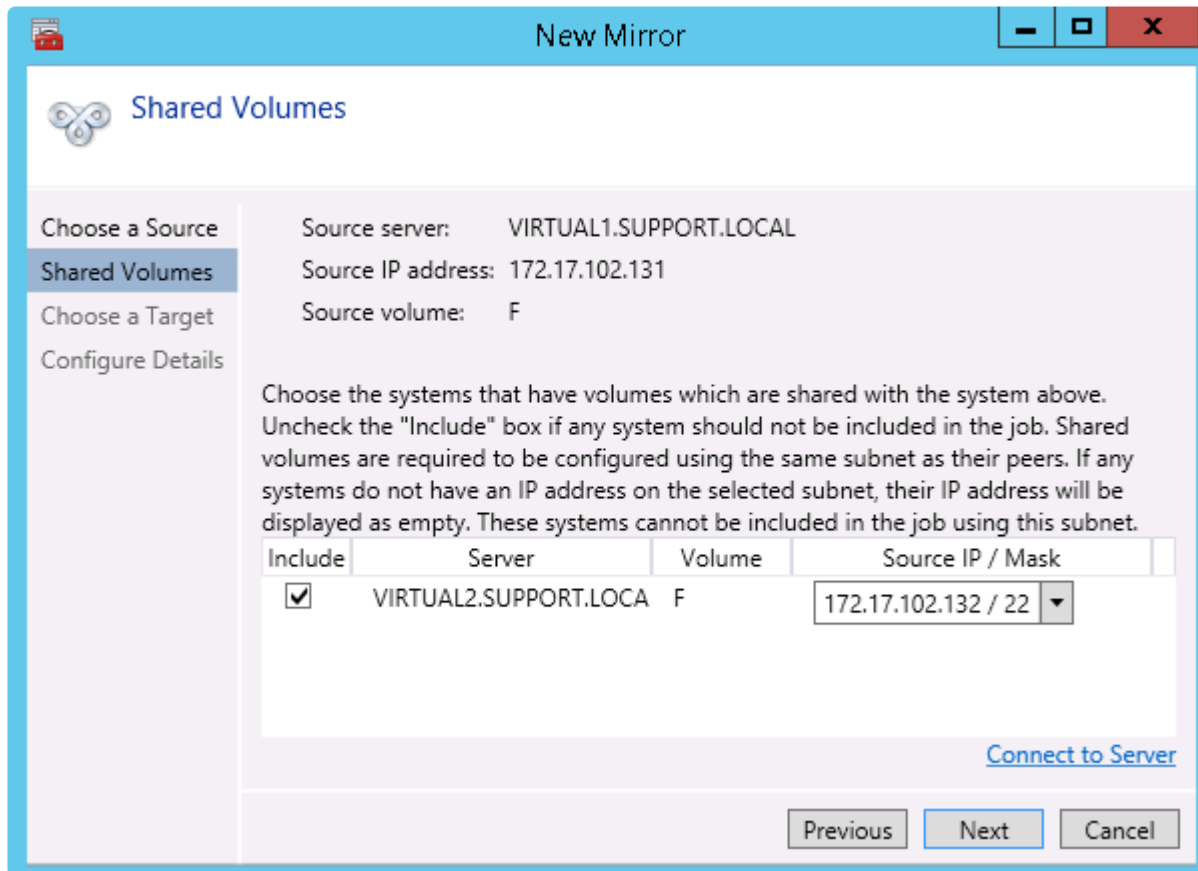 New Mirror
Shared Volumes
Choose a Source
Shared Volumes
Choose a Target
Configure Details
Source server: VIRTUAL1.SUPPORT.LOCAL
Source IP address: 172.17.102.131
Source volume: F
Choose the systems that have volumes which are shared with the system above.
Uncheck the "Include" box if any system should not be included in the job. Shared
volumes are required to be configured using the same subnet as their peers. If any
systems do not have an IP address on the selected subnet, their IP address will be
displayed as empty. These systems cannot be included in the job using this subnet.
Include Server Volume Source IP / Mask
VIRTUAL2.SUPPORT.LOCA F 172.17.102.132 / 22
Connect to Server
Previous Next Cancel